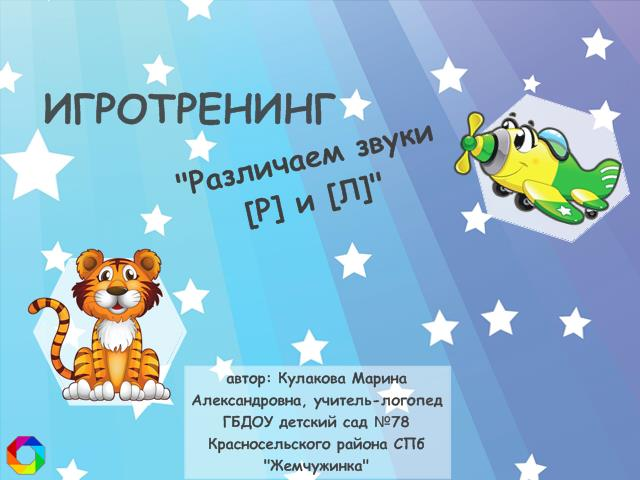 ИГРОТРЕНИНГ
"Различаем звуки
[Р] и [Л]"
автор: Кулакова Марина
Александровна, учитель-логопед
ГБДОУ детский сад №78
Красносельского района СПб
"Жемчужинка"